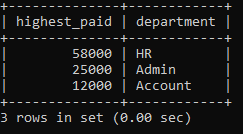 +--------------+------------+
| highest_paid | department |
+--------------+------------+
|        58000 | HR         |
|        25000 | Admin      |
|        12000 | Account    |
+--------------+------------+
3 rows in set (0.00 sec)